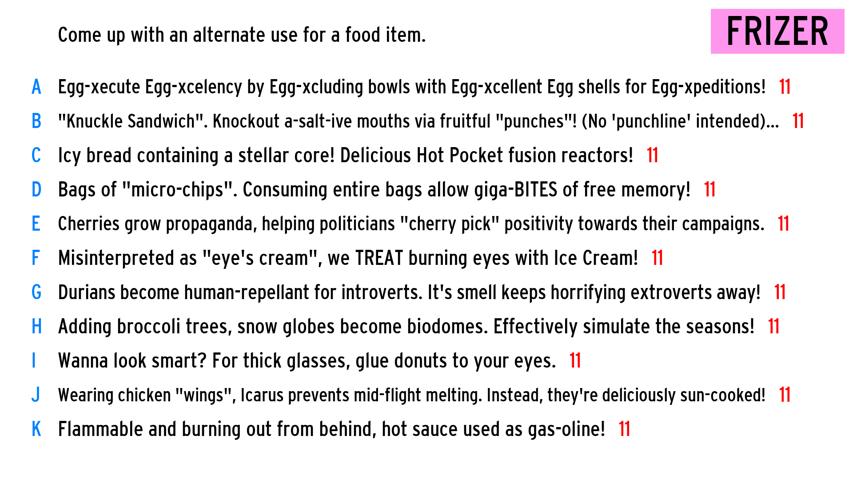 Come up with an alternate use for a food item.
FRIZER
A Egg-xecute Egg-xcelency by Egg-xcluding bowls with Egg-xcellent Egg shells for Egg-xpeditions! 11
B "Knuckle Sandwich". Knockout a-salt-ive mouths via fruitful "punches"! (No 'punchline' intended)... 11
C Icy bread containing a stellar core! Delicious Hot Pocket fusion reactors! 11
D Bags of "micro-chips". Consuming entire bags allow giga-BITES of free memory! 11
E Cherries grow propaganda, helping politicians "cherry pick" positivity towards their campaigns. 11
F Misinterpreted as "eye's cream", we TREAT burning eyes with Ice Cream! 11
G Durians become human-repellant for introverts. It's smell keeps horrifying extroverts away! 11
H Adding broccoli trees, snow globes become biodomes. Effectively simulate the seasons! 11
I Wanna look smart? For thick glasses, glue donuts to your eyes. 11
J Wearing chicken "wings", Icarus prevents mid-flight melting. Instead, they're deliciously sun-cooked! 11
K Flammable and burning out from behind, hot sauce used as gas-oline! 11